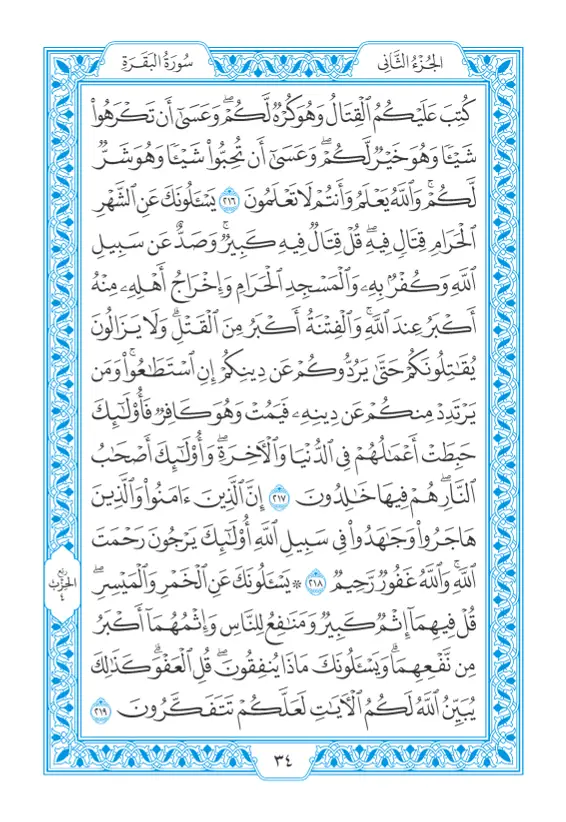 الجُزْءُ الثَّانِي
سُورَةُ البَقَرَةِ
كُتِبَ عَلَيْكُمُ ٱلْقِتَالُ وَهُوَ كُرْهٌ لَّكُمْ ۖ وَعَسَىٰٓ أَن تَكْرَهُوا۟
شَيْـًٔا وَهُوَ خَيْرٌ لَّكُمْ ۖ وَعَسَىٰٓ أَن تُحِبُّوا۟ شَيْـًٔا وَهُوَ شَرٌّ
لَّكُمْ ۗ وَٱللَّهُ يَعْلَمُ وَأَنتُمْ لَا تَعْلَمُونَ ٢١٦ يَسْـَٔلُونَكَ عَنِ ٱلشَّهْرِ
ٱلْحَرَامِ قِتَالٍ فِيهِ ۖ قُلْ قِتَالٌ فِيهِ كَبِيرٌ ۖ وَصَدٌّ عَن سَبِيلِ
ٱللَّهِ وَكُفْرٌۢ بِهِۦ وَٱلْمَسْجِدِ ٱلْحَرَامِ وَإِخْرَاجُ أَهْلِهِۦ مِنْهُ
أَكْبَرُ عِندَ ٱللَّهِ ۚ وَٱلْفِتْنَةُ أَكْبَرُ مِنَ ٱلْقَتْلِ ۗ وَلَا يَزَالُونَ
يُقَـٰتِلُونَكُمْ حَتَّىٰ يَرُدُّوكُمْ عَن دِينِكُمْ إِنِ ٱسْتَطَـٰعُوا۟ ۚ وَمَن
يَرْتَدِدْ مِنكُمْ عَن دِينِهِۦ فَيَمُتْ وَهُوَ كَافِرٌ فَأُو۟لَـٰٓئِكَ
حَبِطَتْ أَعْمَـٰلُهُمْ فِى ٱلدُّنْيَا وَٱلْـَٔاخِرَةِ ۖ وَأُو۟لَـٰٓئِكَ أَصْحَـٰبُ
ٱلنَّارِ ۖ هُمْ فِيهَا خَـٰلِدُونَ ٢١٧ إِنَّ ٱلَّذِينَ ءَامَنُوا۟ وَٱلَّذِينَ
هَاجَرُوا۟ وَجَـٰهَدُوا۟ فِى سَبِيلِ ٱللَّهِ أُو۟لَـٰٓئِكَ يَرْجُونَ رَحْمَتَ
ٱللَّهِ ۚ وَٱللَّهُ غَفُورٌ رَّحِيمٌ ٢١٨ ۞ يَسْـَٔلُونَكَ عَنِ ٱلْخَمْرِ وَٱلْمَيْسِرِ ۖ
قُلْ فِيهِمَآ إِثْمٌ كَبِيرٌ وَمَنَـٰفِعُ لِلنَّاسِ وَإِثْمُهُمَآ أَكْبَرُ
مِن نَّفْعِهِمَا ۗ وَيَسْـَٔلُونَكَ مَاذَا يُنفِقُونَ ۖ قُلِ ٱلْعَفْوَ ۗ كَذَٰلِكَ
يُبَيِّنُ ٱللَّهُ لَكُمُ ٱلْـَٔايَـٰتِ لَعَلَّكُمْ تَتَفَكَّرُونَ ٢١٩
ربع
الحزب
٤
٣٤